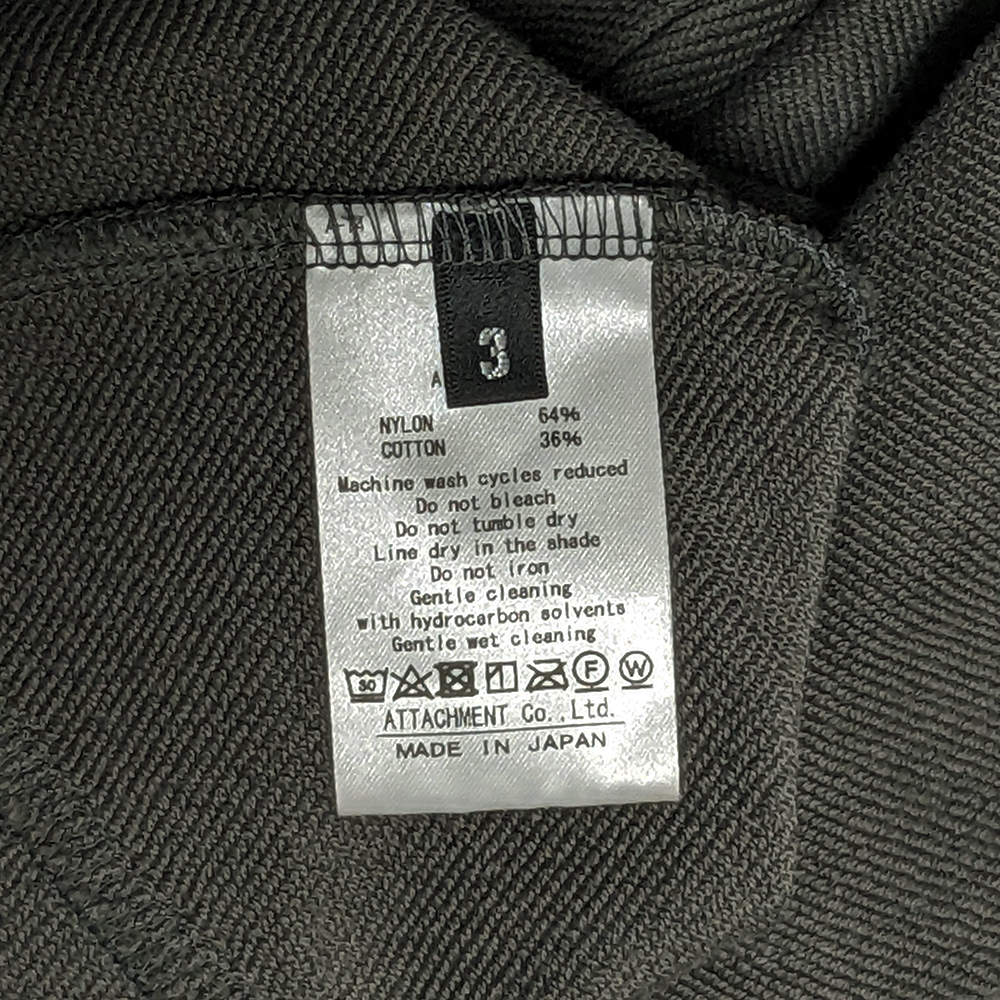 3
A
NYLON 64%
COTTON 36%
Machine wash cycles reduced
Do not bleach
Do not tumble dry
Line dry in the shade
Do not iron
Gentle cleaning
with hydrocarbon solvents
Gentle wet cleaning
30 F W
ATTACHMENT Co.,Ltd.
MADE IN JAPAN